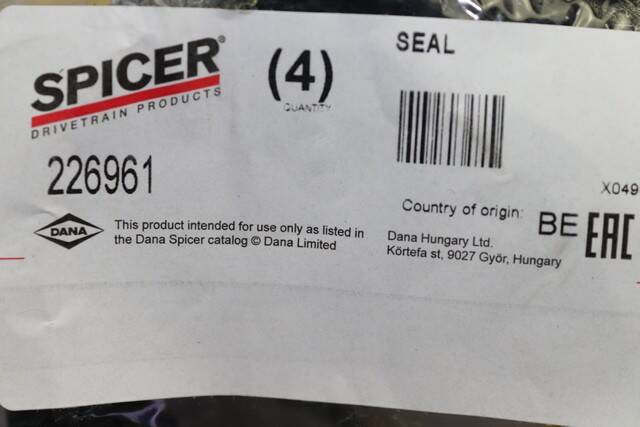 SPICER®
DRIVETRAIN PRODUCTS
(4)
QUANTITY
SEAL
226961
X049
Country of origin: BE
EAC
DANA
This product intended for use only as listed in
the Dana Spicer catalog © Dana Limited
Dana Hungary Ltd.
Körtefa st, 9027 Györ, Hungary